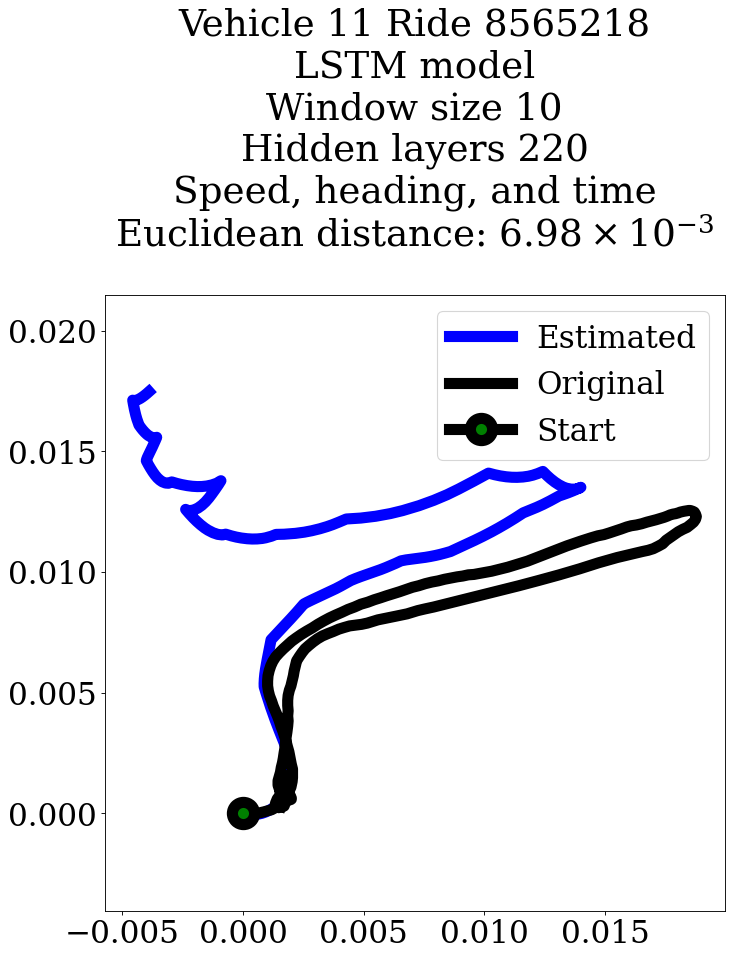 Vehicle 11 Ride 8565218
LSTM model
Window size 10
Hidden layers 220
Speed, heading, and time
Euclidean distance: 6.98 × 10⁻³
Estimated
Original
Start
0.020
0.015
0.010
0.005
0.000
−0.005 0.000 0.005 0.010 0.015